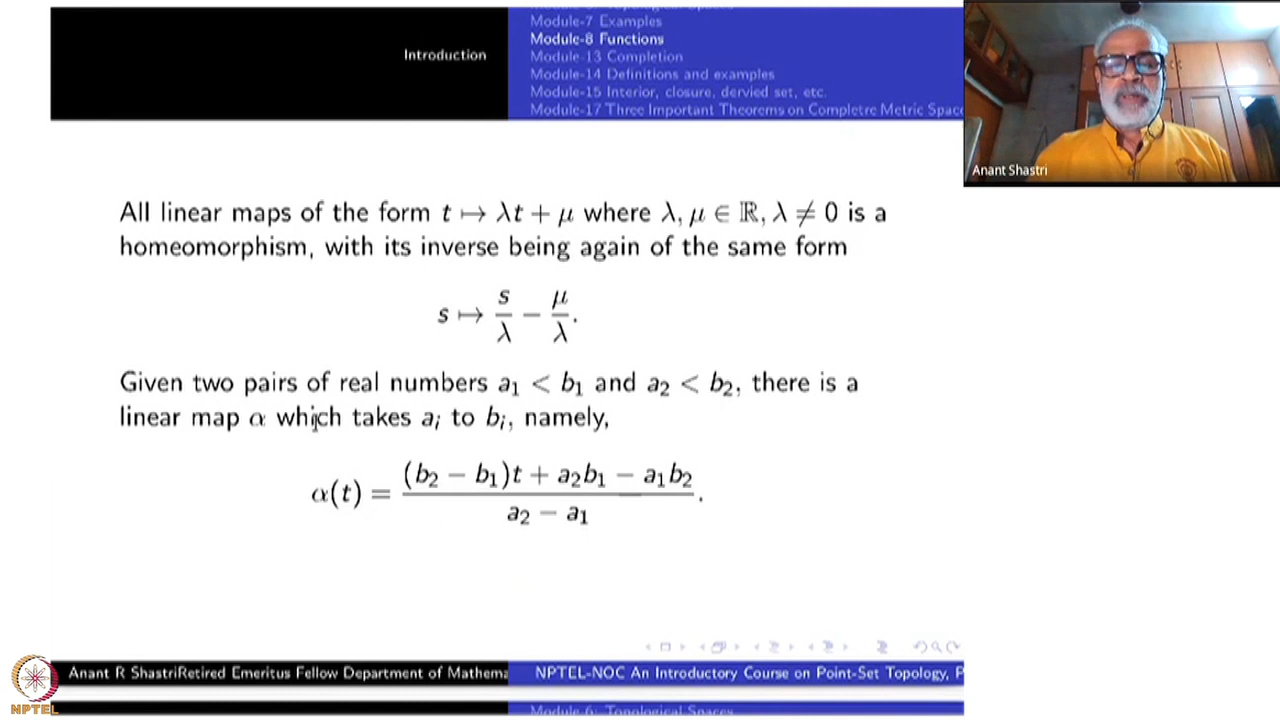 Module-7 Examples
Introduction
Module-8 Functions
Module-13 Completion
Module-14 Definitions and examples
Module-15 Interior, closure, dervied set, etc.
Module-17 Three Important Theorems on Completre Metric Space
Anant Shastri
All linear maps of the form t ↦ λt + μ where λ, μ ∈ ℝ, λ ≠ 0 is a
homeomorphism, with its inverse being again of the same form
s ↦ s/λ − μ/λ.
Given two pairs of real numbers a₁ < b₁ and a₂ < b₂, there is a
linear map α which takes aᵢ to bᵢ, namely,
α(t) = ((b₂ − b₁)t + a₂b₁ − a₁b₂)/(a₂ − a₁).
Anant R ShastriRetired Emeritus Fellow Department of Mathema
NPTEL-NOC An Introductory Course on Point-Set Topology, P
NPTEL
Module 6: Topological Spaces